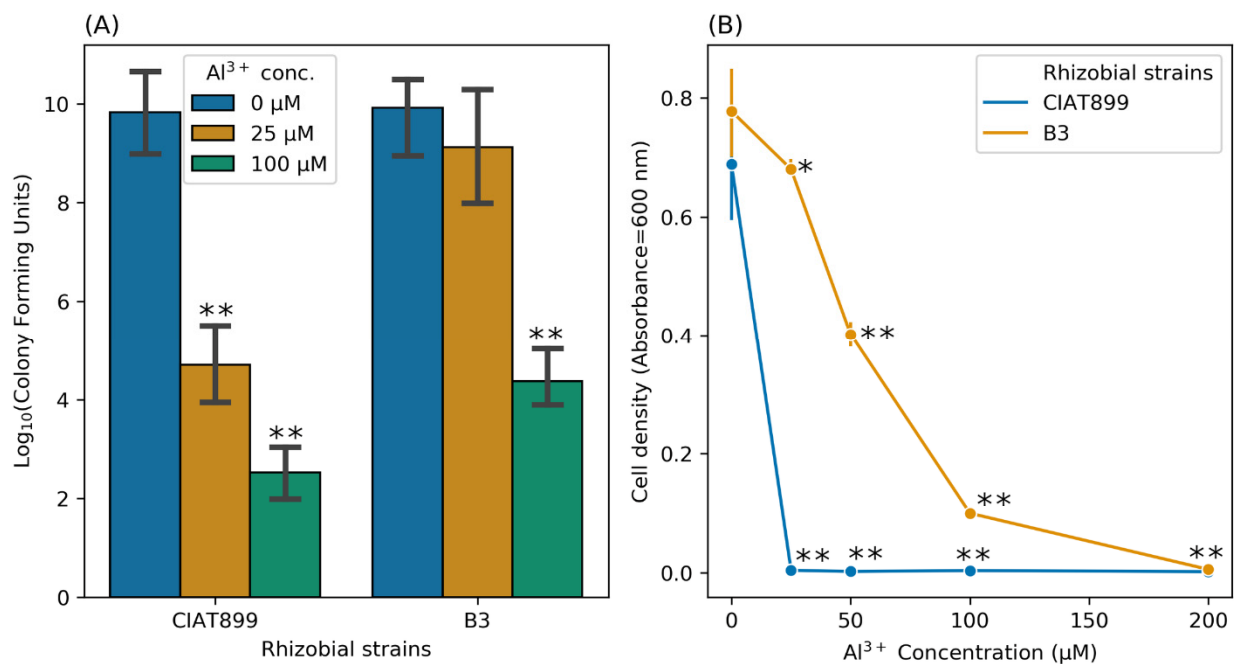 (A)
Log₁₀(Colony Forming Units)
10
8
6
4
2
0
Al³⁺ conc.
0 µM
25 µM
100 µM
**
**
**
CIAT899
B3
Rhizobial strains
(B)
Cell density (Absorbance=600 nm)
0.8
0.6
0.4
0.2
0.0
Rhizobial strains
CIAT899
B3
*
**
**
**
**
**
**
0
50
100
150
200
Al³⁺ Concentration (µM)